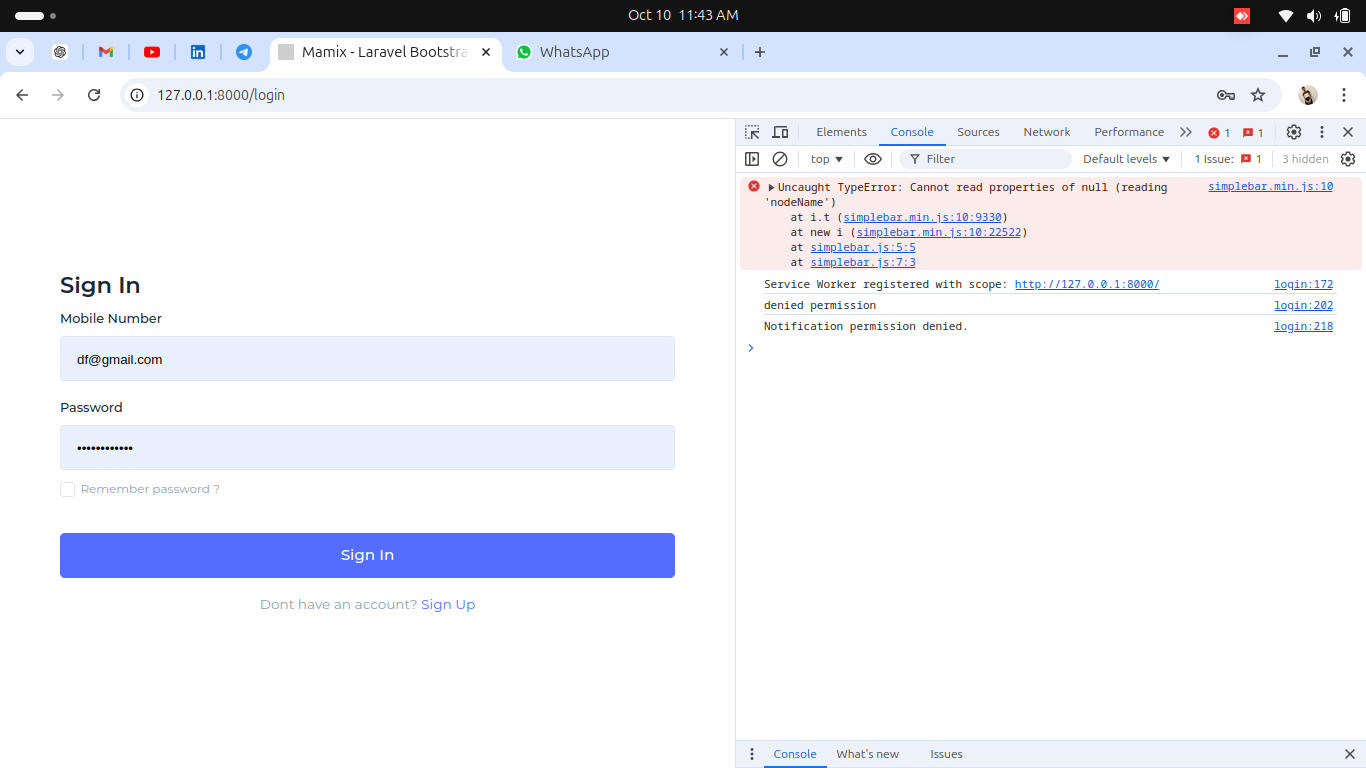 Oct 10 11:43 AM
Mamix - Laravel Bootstra
WhatsApp
127.0.0.1:8000/login
Elements Console Sources Network Performance 1 1
top Filter Default levels 1 Issue: 1 3 hidden
Uncaught TypeError: Cannot read properties of null (reading simplebar.min.js:10
'nodeName')
at i.t (simplebar.min.js:10:9330)
at new i (simplebar.min.js:10:22522)
at simplebar.js:5:5
at simplebar.js:7:3
Service Worker registered with scope: http://127.0.0.1:8000/ login:172
denied permission login:202
Notification permission denied. login:218
Sign In
Mobile Number
df@gmail.com
Password
••••••••••••
Remember password ?
Sign In
Dont have an account? Sign Up
Console What's new Issues